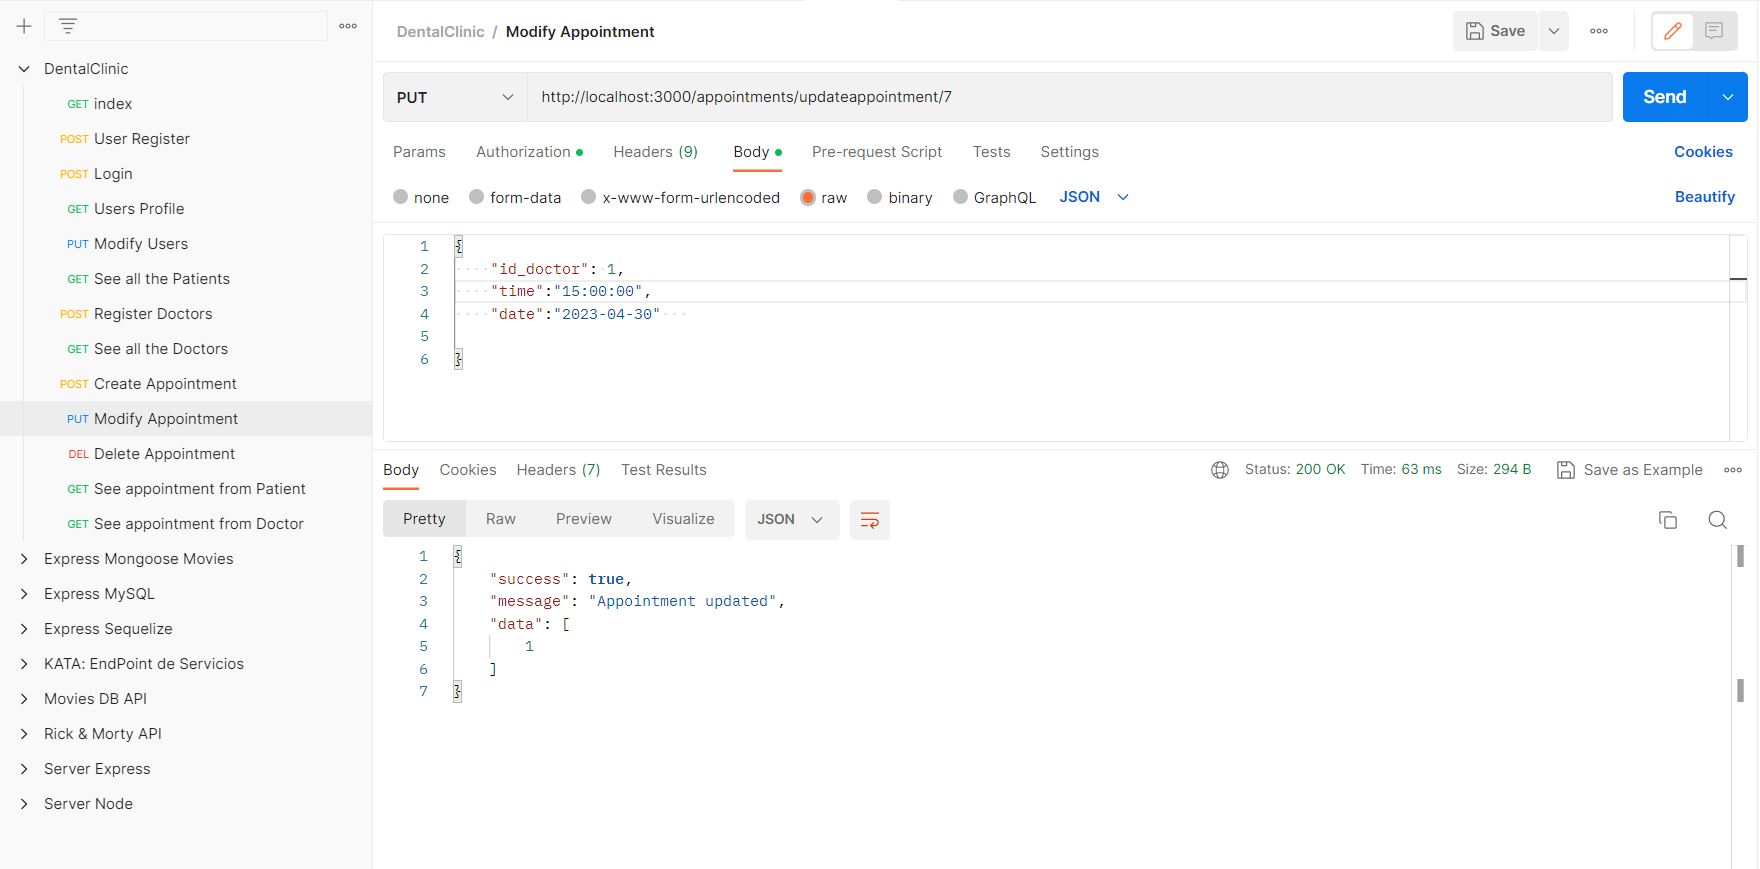 DentalClinic
GET index
POST User Register
POST Login
GET Users Profile
PUT Modify Users
GET See all the Patients
POST Register Doctors
GET See all the Doctors
POST Create Appointment
PUT Modify Appointment
DEL Delete Appointment
GET See appointment from Patient
GET See appointment from Doctor
Express Mongoose Movies
Express MySQL
Express Sequelize
KATA: EndPoint de Servicios
Movies DB API
Rick & Morty API
Server Express
Server Node
DentalClinic / Modify Appointment
Save
PUT http://localhost:3000/appointments/updateappointment/7 Send
Params Authorization Headers (9) Body Pre-request Script Tests Settings Cookies
none form-data x-www-form-urlencoded raw binary GraphQL JSON Beautify
1 {
2 "id_doctor": 1,
3 "time":"15:00:00",
4 "date":"2023-04-30"
5
6 }
Body Cookies Headers (7) Test Results Status: 200 OK Time: 63 ms Size: 294 B Save as Example
Pretty Raw Preview Visualize JSON
1 {
2 "success": true,
3 "message": "Appointment updated",
4 "data": [
5 1
6 ]
7 }